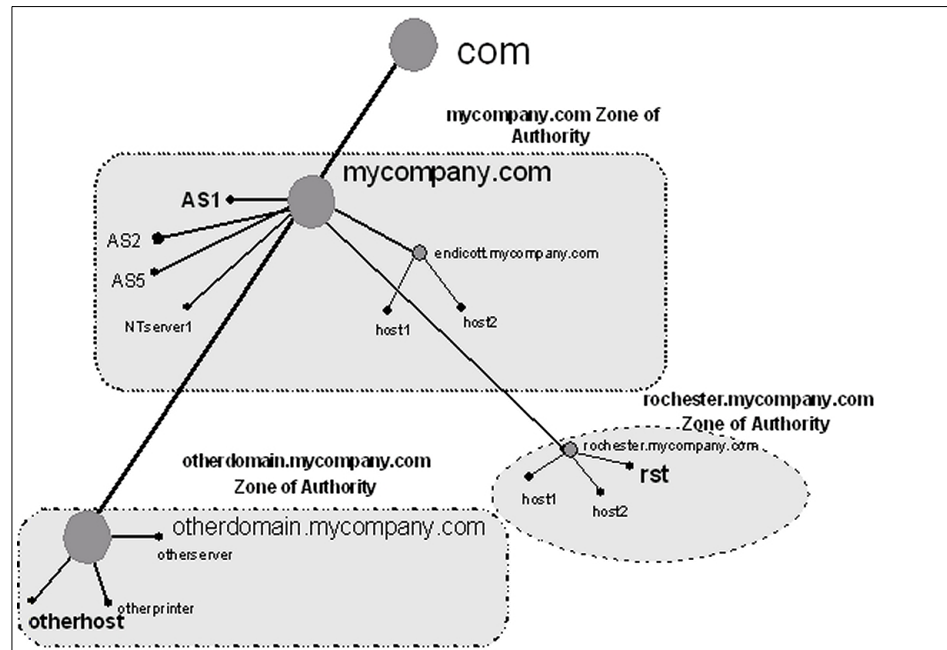 com
mycompany.com Zone of
Authority
mycompany.com
AS1
AS2
AS5
NTserver1
endicott.mycompany.com
host1
host2
rochester.mycompany.com
Zone of Authority
rochester.mycompany.com
rst
host1
host2
otherdomain.mycompany.com
Zone of Authority
otherdomain.mycompany.com
otherserver
otherprinter
otherhost